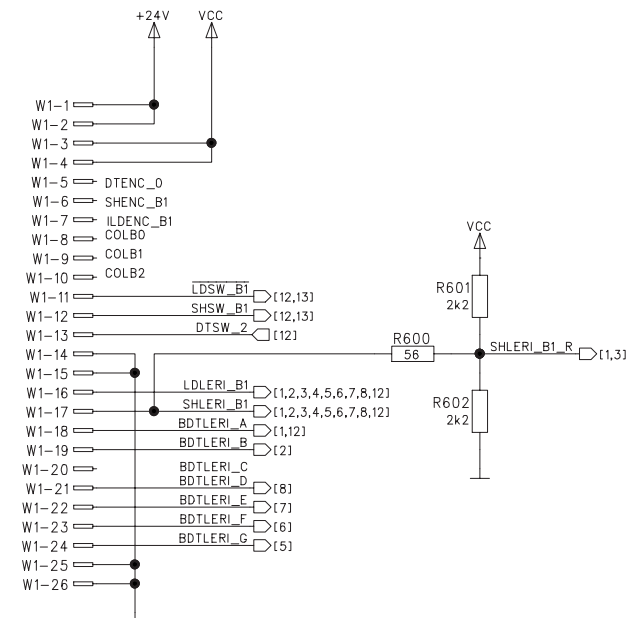 +24V VCC
W1-1
W1-2
W1-3
W1-4
W1-5 DTENC_0
W1-6 SHENC_B1
W1-7 ILDENC_B1
W1-8 COLB0
W1-9 COLB1
W1-10 COLB2
W1-11 LDSW_B1 [12,13]
W1-12 SHSW_B1 [12,13]
W1-13 DTSW_2 [12]
W1-14
W1-15
W1-16 LDLERI_B1 [1,2,3,4,5,6,7,8,12]
W1-17 SHLERI_B1 [1,2,3,4,5,6,7,8,12]
W1-18 BDTLERI_A [1,12]
W1-19 BDTLERI_B [2]
W1-20 BDTLERI_C
W1-21 BDTLERI_D [8]
W1-22 BDTLERI_E [7]
W1-23 BDTLERI_F [6]
W1-24 BDTLERI_G [5]
W1-25
W1-26
VCC
R601
2k2
R600
56
SHLERI_B1_R [1,3]
R602
2k2